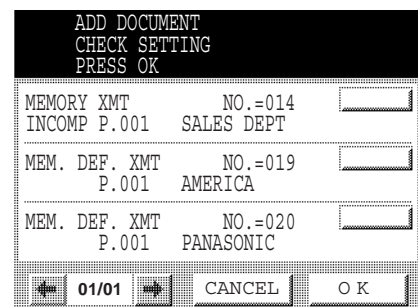 ADD DOCUMENT
CHECK SETTING
PRESS OK
MEMORY XMT NO.=014
INCOMP P.001 SALES DEPT
MEM. DEF. XMT NO.=019
P.001 AMERICA
MEM. DEF. XMT NO.=020
P.001 PANASONIC
01/01 CANCEL O K